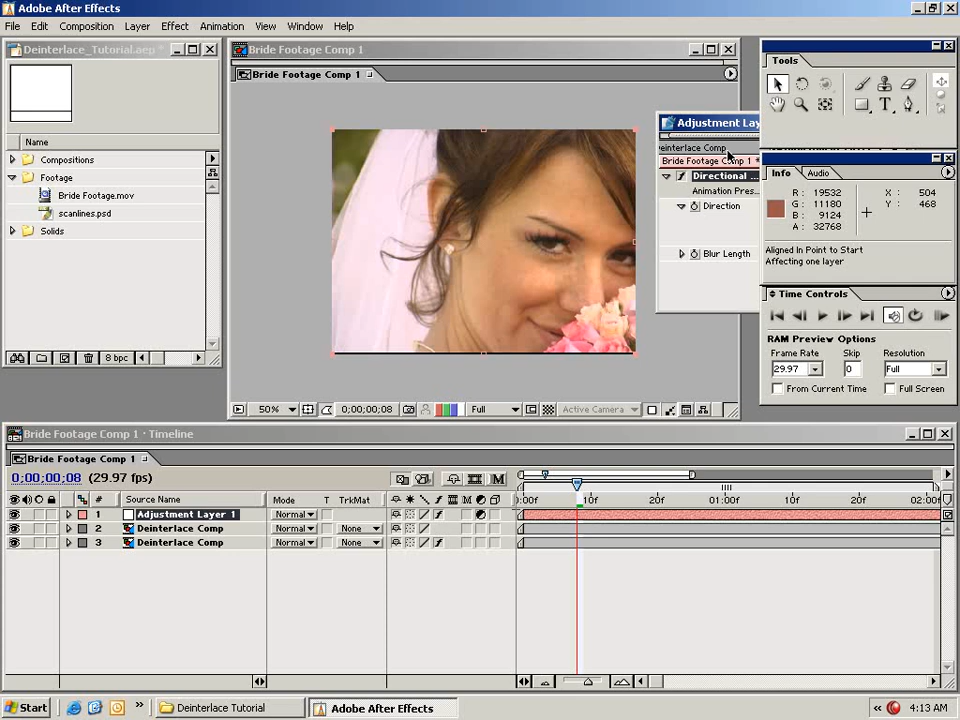 Adobe After Effects
File Edit Composition Layer Effect Animation View Window Help
Deinterlace_Tutorial.aep *
Name
Compositions
Footage
Bride Footage.mov
scanlines.psd
Solids
8 bpc
Bride Footage Comp 1
Bride Footage Comp 1
50% 0;00;00;08 Full Active Camera
Adjustment Lay
einterlace Comp
Bride Footage Comp 1 *
Directional ...
Animation Pres...
Direction
Blur Length
Tools
Info Audio
R : 19532 X : 504
G : 11180 Y : 468
B : 9124
A : 32768
Aligned In Point to Start
Affecting one layer
Time Controls
RAM Preview Options
Frame Rate Skip Resolution
29.97 0 Full
From Current Time Full Screen
Bride Footage Comp 1 · Timeline
Bride Footage Comp 1
0;00;00;08 (29.97 fps)
# Source Name Mode T TrkMat
):00f 10f 20f 01:00f 10f 20f 02:00f
1 Adjustment Layer 1 Normal
2 Deinterlace Comp Normal None
3 Deinterlace Comp Normal None
Start Deinterlace Tutorial Adobe After Effects 4:13 AM